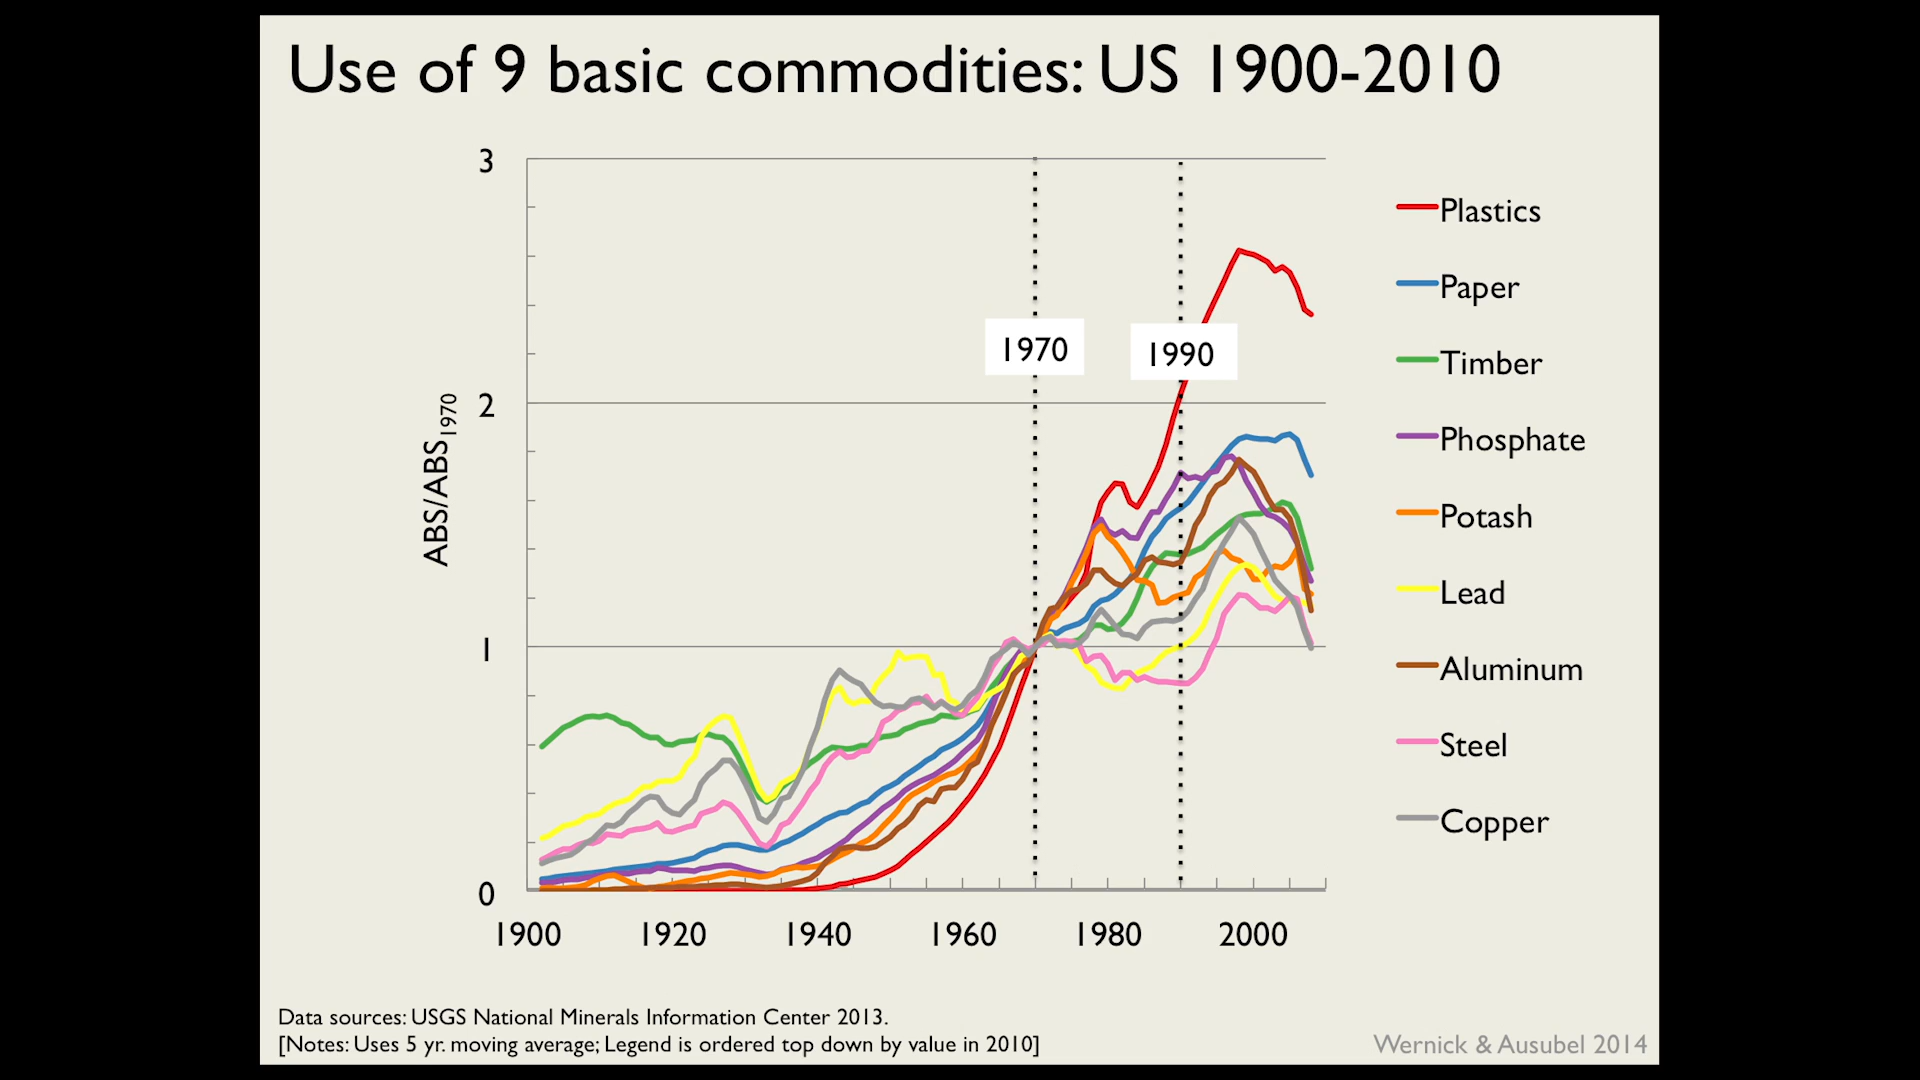 Use of 9 basic commodities: US 1900-2010
3
2
1
0
ABS/ABS1970
1970
1990
1900 1920 1940 1960 1980 2000
Plastics
Paper
Timber
Phosphate
Potash
Lead
Aluminum
Steel
Copper
Data sources: USGS National Minerals Information Center 2013.
[Notes: Uses 5 yr. moving average; Legend is ordered top down by value in 2010]
Wernick & Ausubel 2014